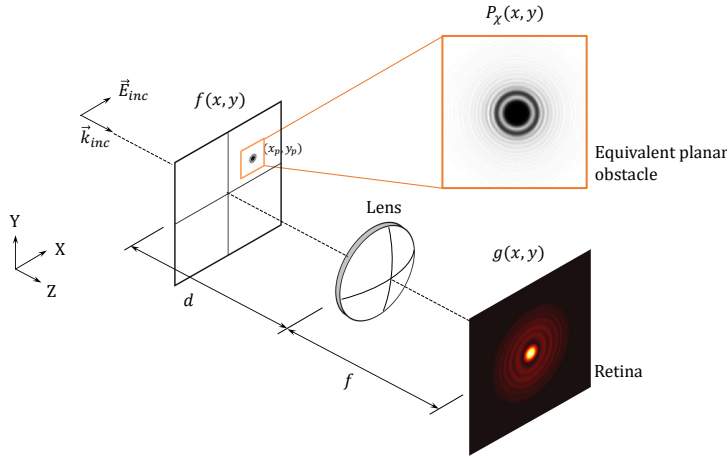 P_χ(x, y)
E⃗_inc
f(x, y)
k⃗_inc
(x_p, y_p)
Equivalent planar
obstacle
Lens
Y
X
Z
g(x, y)
d
Retina
f